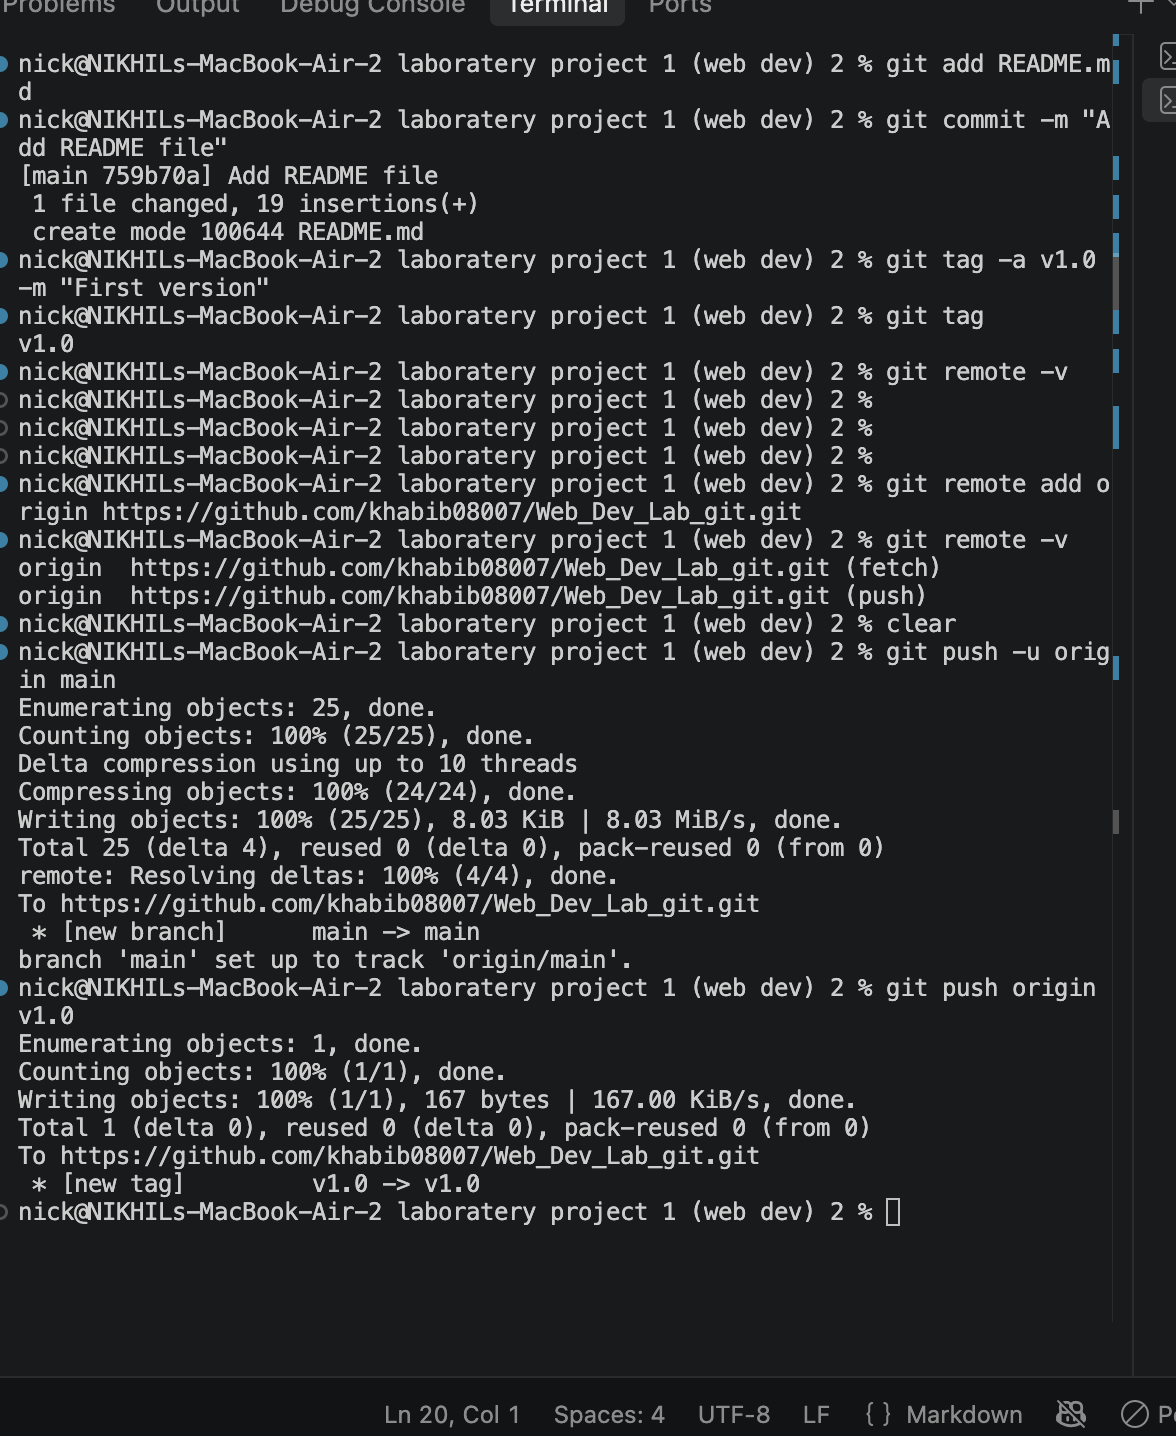 Problems Output Debug Console Terminal Ports
nick@NIKHILs-MacBook-Air-2 laboratery project 1 (web dev) 2 % git add README.m
d
nick@NIKHILs-MacBook-Air-2 laboratery project 1 (web dev) 2 % git commit -m "A
dd README file"
[main 759b70a] Add README file
1 file changed, 19 insertions(+)
create mode 100644 README.md
nick@NIKHILs-MacBook-Air-2 laboratery project 1 (web dev) 2 % git tag -a v1.0
-m "First version"
nick@NIKHILs-MacBook-Air-2 laboratery project 1 (web dev) 2 % git tag
v1.0
nick@NIKHILs-MacBook-Air-2 laboratery project 1 (web dev) 2 % git remote -v
nick@NIKHILs-MacBook-Air-2 laboratery project 1 (web dev) 2 %
nick@NIKHILs-MacBook-Air-2 laboratery project 1 (web dev) 2 %
nick@NIKHILs-MacBook-Air-2 laboratery project 1 (web dev) 2 %
nick@NIKHILs-MacBook-Air-2 laboratery project 1 (web dev) 2 % git remote add o
rigin https://github.com/khabib08007/Web_Dev_Lab_git.git
nick@NIKHILs-MacBook-Air-2 laboratery project 1 (web dev) 2 % git remote -v
origin https://github.com/khabib08007/Web_Dev_Lab_git.git (fetch)
origin https://github.com/khabib08007/Web_Dev_Lab_git.git (push)
nick@NIKHILs-MacBook-Air-2 laboratery project 1 (web dev) 2 % clear
nick@NIKHILs-MacBook-Air-2 laboratery project 1 (web dev) 2 % git push -u orig
in main
Enumerating objects: 25, done.
Counting objects: 100% (25/25), done.
Delta compression using up to 10 threads
Compressing objects: 100% (24/24), done.
Writing objects: 100% (25/25), 8.03 KiB | 8.03 MiB/s, done.
Total 25 (delta 4), reused 0 (delta 0), pack-reused 0 (from 0)
remote: Resolving deltas: 100% (4/4), done.
To https://github.com/khabib08007/Web_Dev_Lab_git.git
* [new branch] main -> main
branch 'main' set up to track 'origin/main'.
nick@NIKHILs-MacBook-Air-2 laboratery project 1 (web dev) 2 % git push origin
v1.0
Enumerating objects: 1, done.
Counting objects: 100% (1/1), done.
Writing objects: 100% (1/1), 167 bytes | 167.00 KiB/s, done.
Total 1 (delta 0), reused 0 (delta 0), pack-reused 0 (from 0)
To https://github.com/khabib08007/Web_Dev_Lab_git.git
* [new tag] v1.0 -> v1.0
nick@NIKHILs-MacBook-Air-2 laboratery project 1 (web dev) 2 %
Ln 20, Col 1 Spaces: 4 UTF-8 LF { } Markdown